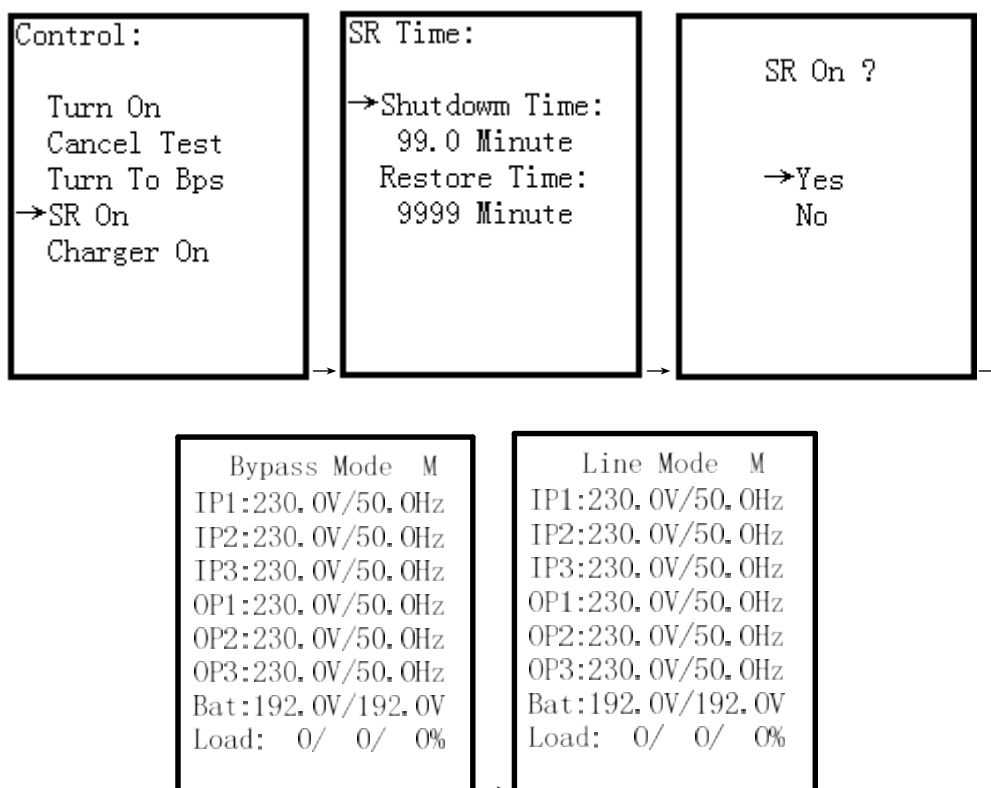 Control:
Turn On
Cancel Test
Turn To Bps
→SR On
Charger On
→
SR Time:
→Shutdowm Time:
99.0 Minute
Restore Time:
9999 Minute
→
SR On ?
→Yes
No
→
Bypass Mode M
IP1:230.0V/50.0Hz
IP2:230.0V/50.0Hz
IP3:230.0V/50.0Hz
OP1:230.0V/50.0Hz
OP2:230.0V/50.0Hz
OP3:230.0V/50.0Hz
Bat:192.0V/192.0V
Load: 0/ 0/ 0%
→
Line Mode M
IP1:230.0V/50.0Hz
IP2:230.0V/50.0Hz
IP3:230.0V/50.0Hz
OP1:230.0V/50.0Hz
OP2:230.0V/50.0Hz
OP3:230.0V/50.0Hz
Bat:192.0V/192.0V
Load: 0/ 0/ 0%